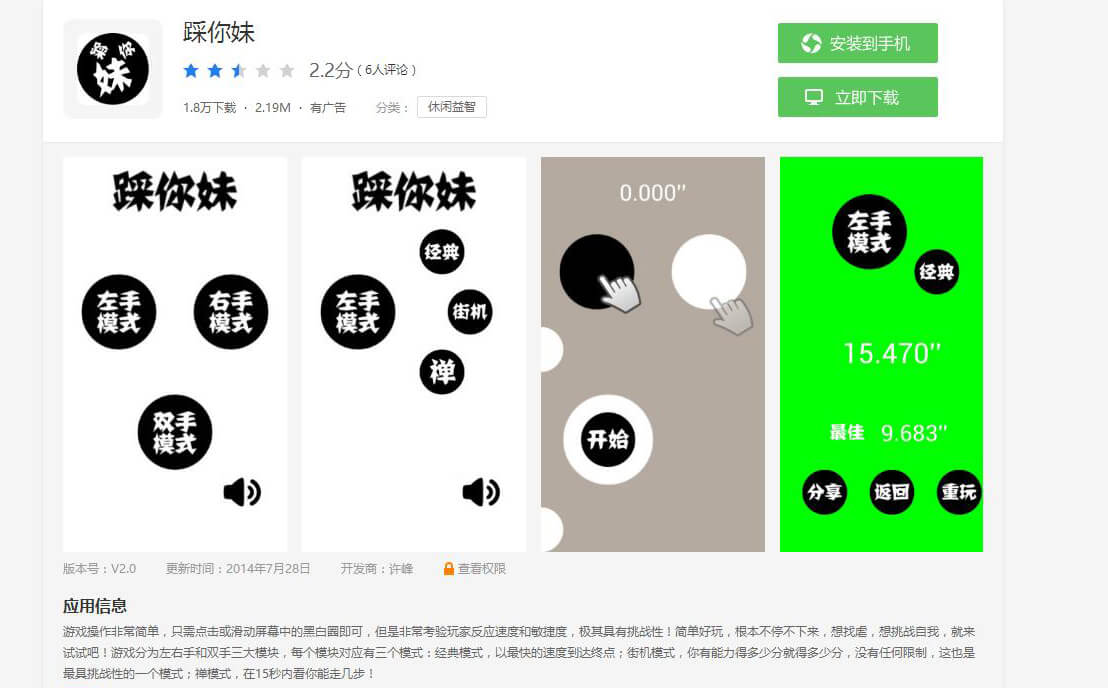 踩你妹
踩你妹
2.2分 ( 6人评论 )
1.8万下载 · 2.19M · 有广告 分类： 休闲益智
安装到手机
立即下载
踩你妹
左手
模式
右手
模式
双手
模式
踩你妹
经典
左手
模式
街机
禅
0.000''
开始
左手
模式
经典
15.470''
最佳 9.683''
分享 返回 重玩
版本号：V2.0 更新时间：2014年7月28日 开发商：许峰 查看权限
应用信息
游戏操作非常简单，只需点击或滑动屏幕中的黑白圈即可，但是非常考验玩家反应速度和敏捷度，极其具有挑战性！简单好玩，根本不停不下来，想找虐，想挑战自我，就来
试试吧！游戏分为左右手和双手三大模块，每个模块对应有三个模式：经典模式，以最快的速度到达终点；街机模式，你有能力得多少分就得多少分，没有任何限制，这也是
最具挑战性的一个模式；禅模式，在15秒内看你能走几步！